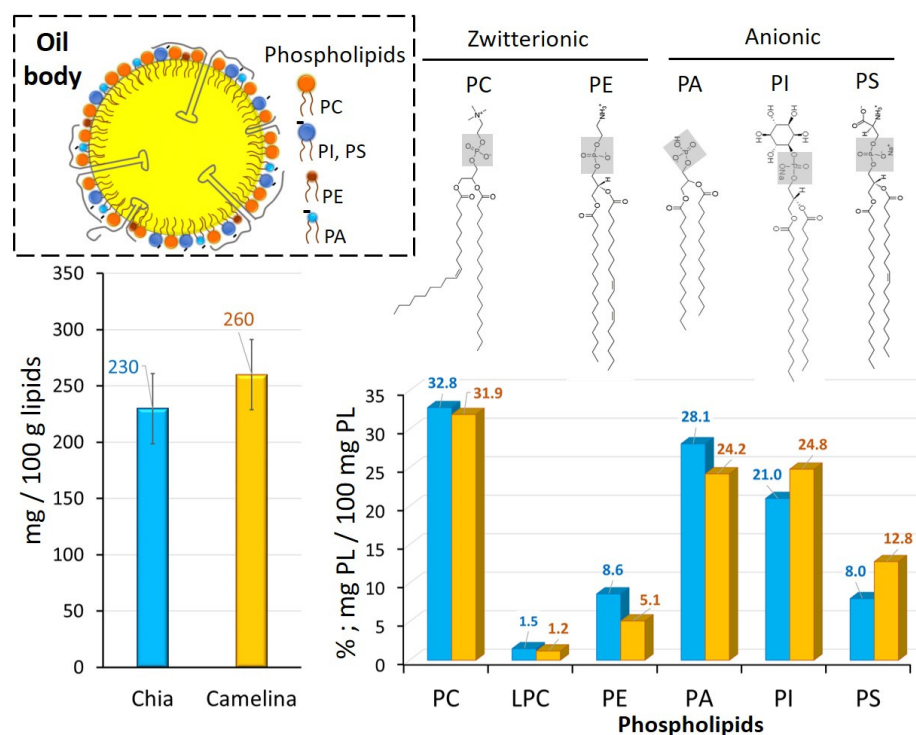 Oil
body
Phospholipids
PC
PI, PS
PE
PA
Zwitterionic
Anionic
PC
PE
PA
PI
PS
mg / 100 g lipids
350
300
250
200
150
100
50
0
230
260
Chia
Camelina
% ; mg PL / 100 mg PL
35
30
25
20
15
10
5
0
32.8
31.9
1.5
1.2
8.6
5.1
28.1
24.2
21.0
24.8
8.0
12.8
PC
LPC
PE
PA
PI
PS
Phospholipids